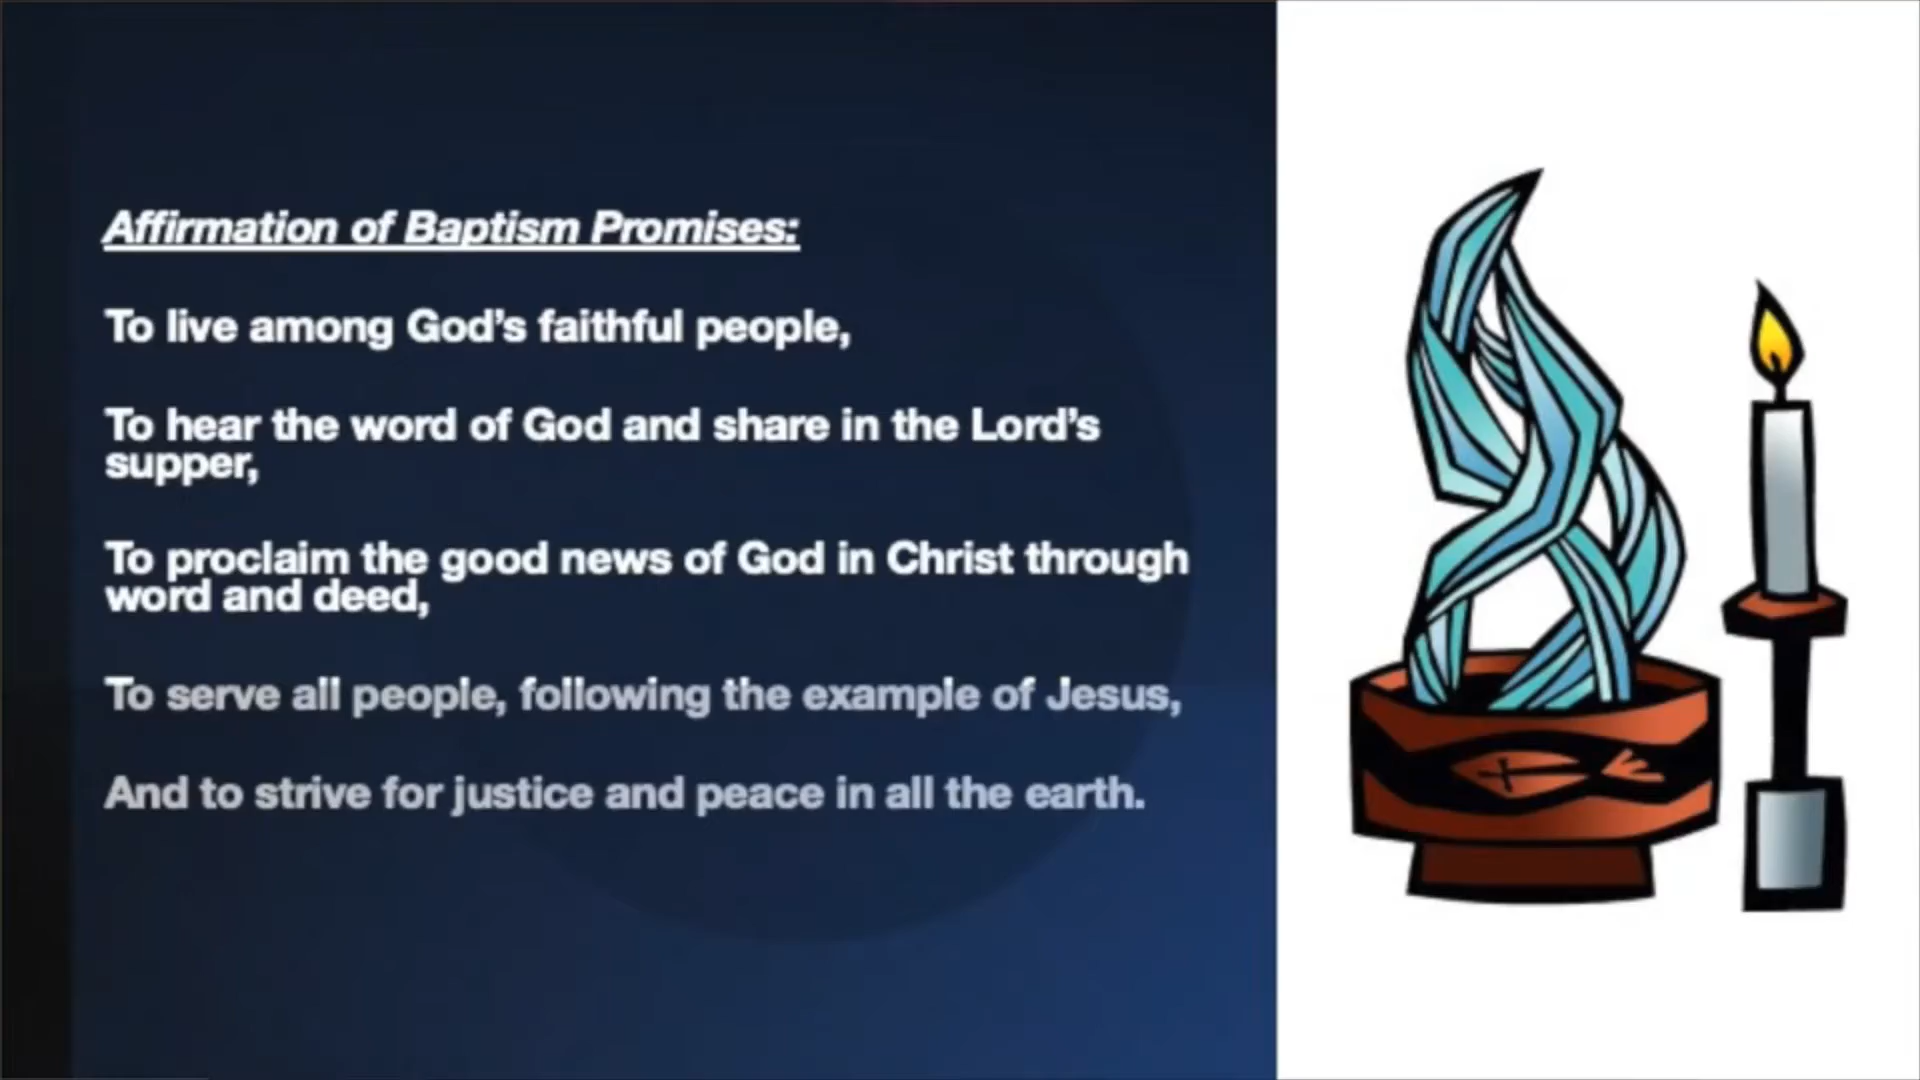 Affirmation of Baptism Promises:
To live among God’s faithful people,
To hear the word of God and share in the Lord’s
supper,
To proclaim the good news of God in Christ through
word and deed,
To serve all people, following the example of Jesus,
And to strive for justice and peace in all the earth.